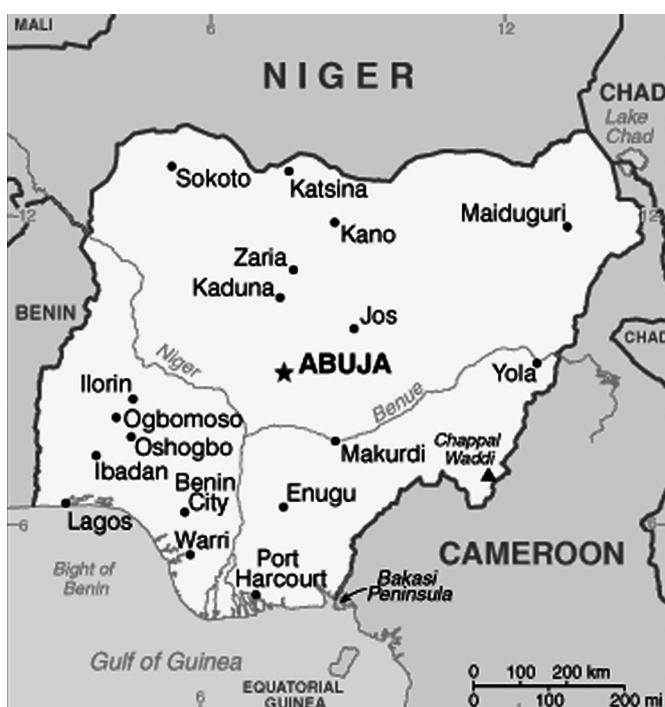 MALI
6
12
NIGER
CHAD
Lake
Chad
Sokoto
Katsina
12
Maiduguri
12
Kano
Zaria
Kaduna
BENIN
Jos
CHAD
Niger
ABUJA
Yola
Ilorin
Benue
Ogbomoso
Oshogbo
Makurdi
Chappal
Waddi
Ibadan
Benin
City
Enugu
Lagos
6
6
Warri
CAMEROON
Port
Harcourt
Bight of
Benin
Bakasi
Peninsula
Gulf of Guinea
0 100 200 km
EQUATORIAL
GUINEA
6
0 100 200 mi